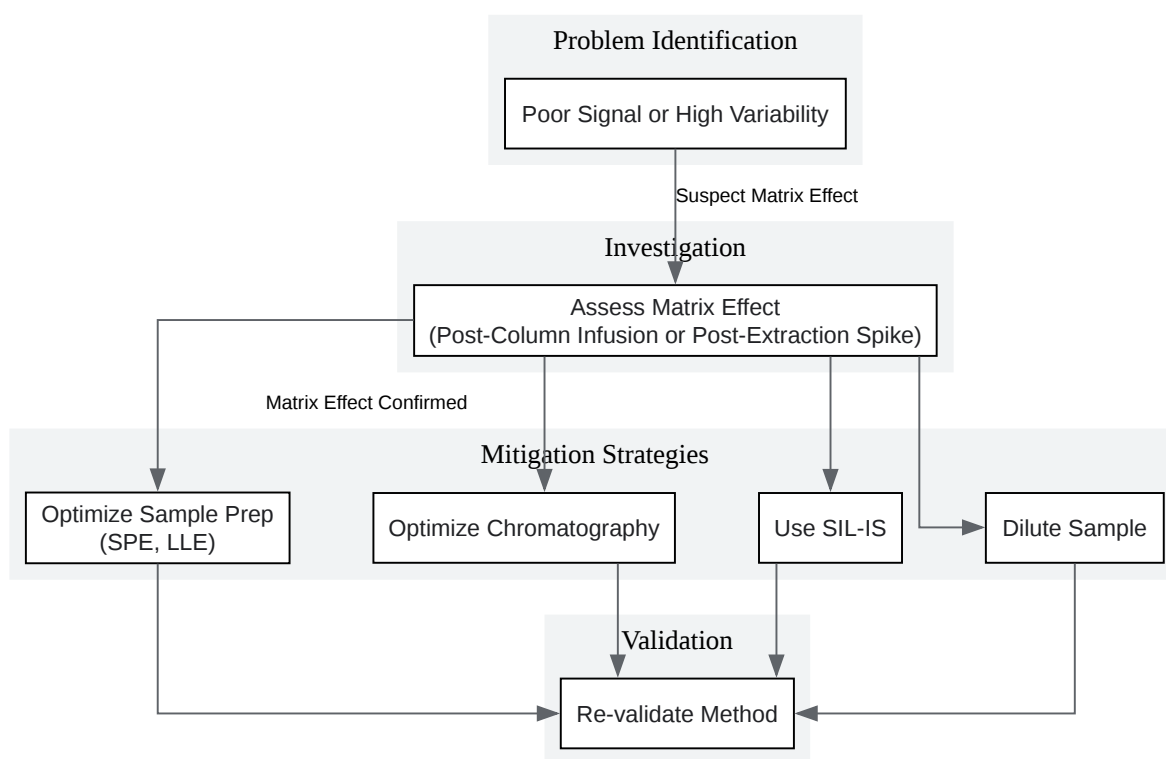 Problem Identification
Poor Signal or High Variability
Suspect Matrix Effect
Investigation
Assess Matrix Effect
(Post-Column Infusion or Post-Extraction Spike)
Matrix Effect Confirmed
Mitigation Strategies
Optimize Sample Prep
(SPE, LLE)
Optimize Chromatography
Use SIL-IS
Dilute Sample
Validation
Re-validate Method